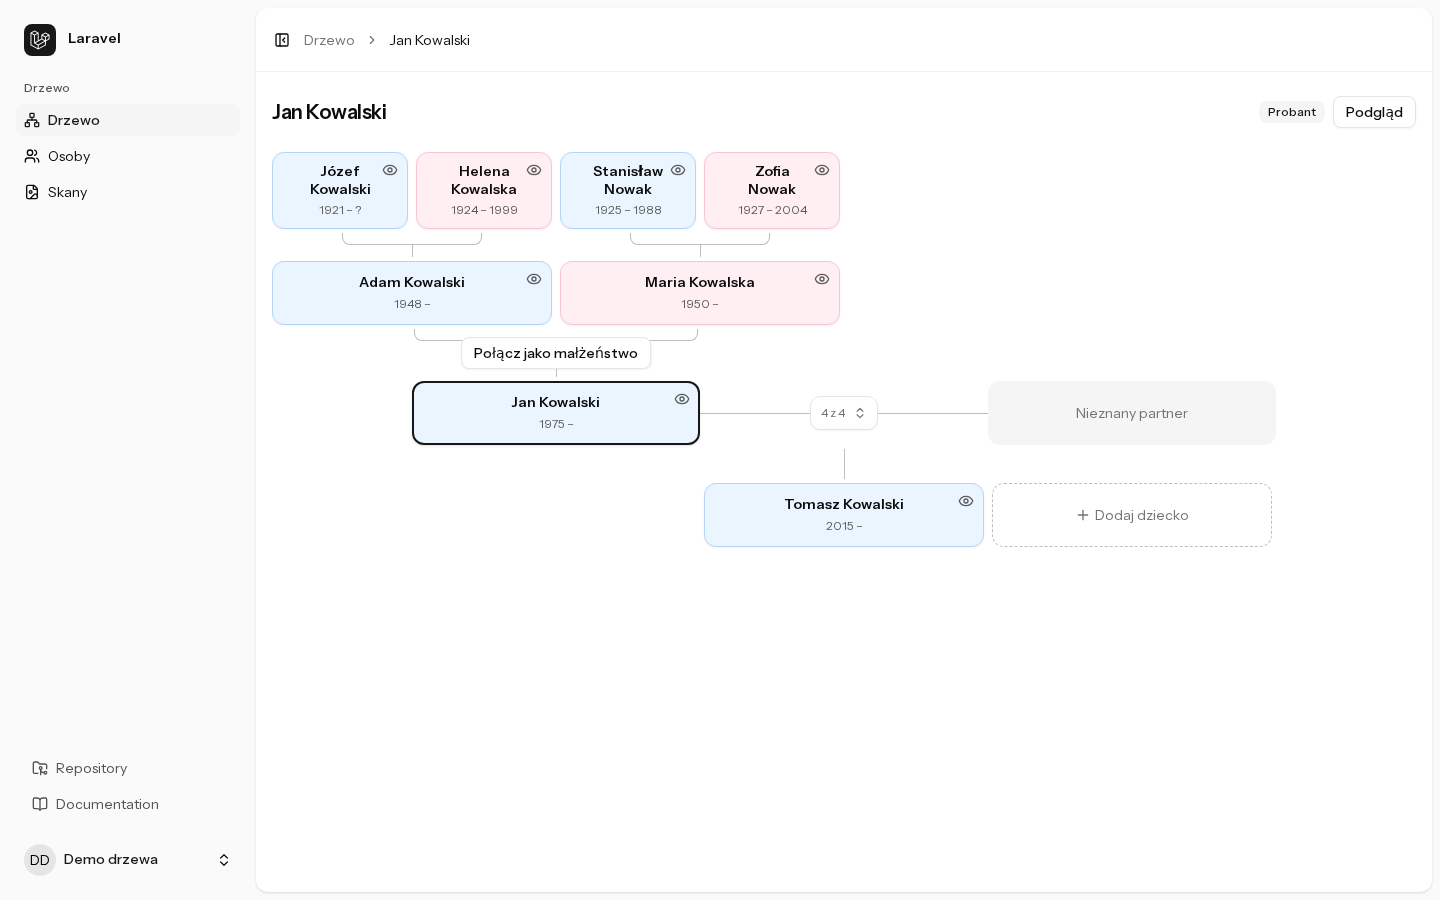 Laravel
Drzewo
Drzewo
Osoby
Skany
Repository
Documentation
DD
Demo drzewa
Drzewo
Jan Kowalski
Jan Kowalski
Probant
Podgląd
Józef
Kowalski
1921 – ?
Helena
Kowalska
1924 – 1999
Stanisław
Nowak
1925 – 1988
Zofia
Nowak
1927 – 2004
Adam Kowalski
1948 –
Maria Kowalska
1950 –
Połącz jako małżeństwo
Jan Kowalski
1975 –
4 z 4
Nieznany partner
Tomasz Kowalski
2015 –
Dodaj dziecko